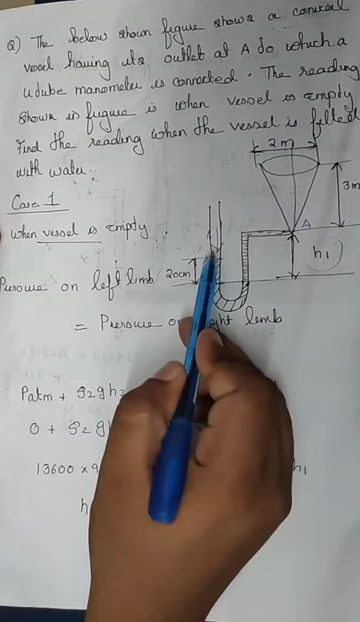 Q) The below shown figure shows a conical
vessel having its outlet at A to which a
U tube manometer is connected. The reading
shown in figure is when vessel is empty
Find the reading when the vessel is filled
with water.
2m
3m
A
h1
20cm
Case 1
When vessel is empty
Pressure on left limb
= Pressure on right limb
Patm + ρ2gh2
0 + ρ2g
13600 × 9
h1
h